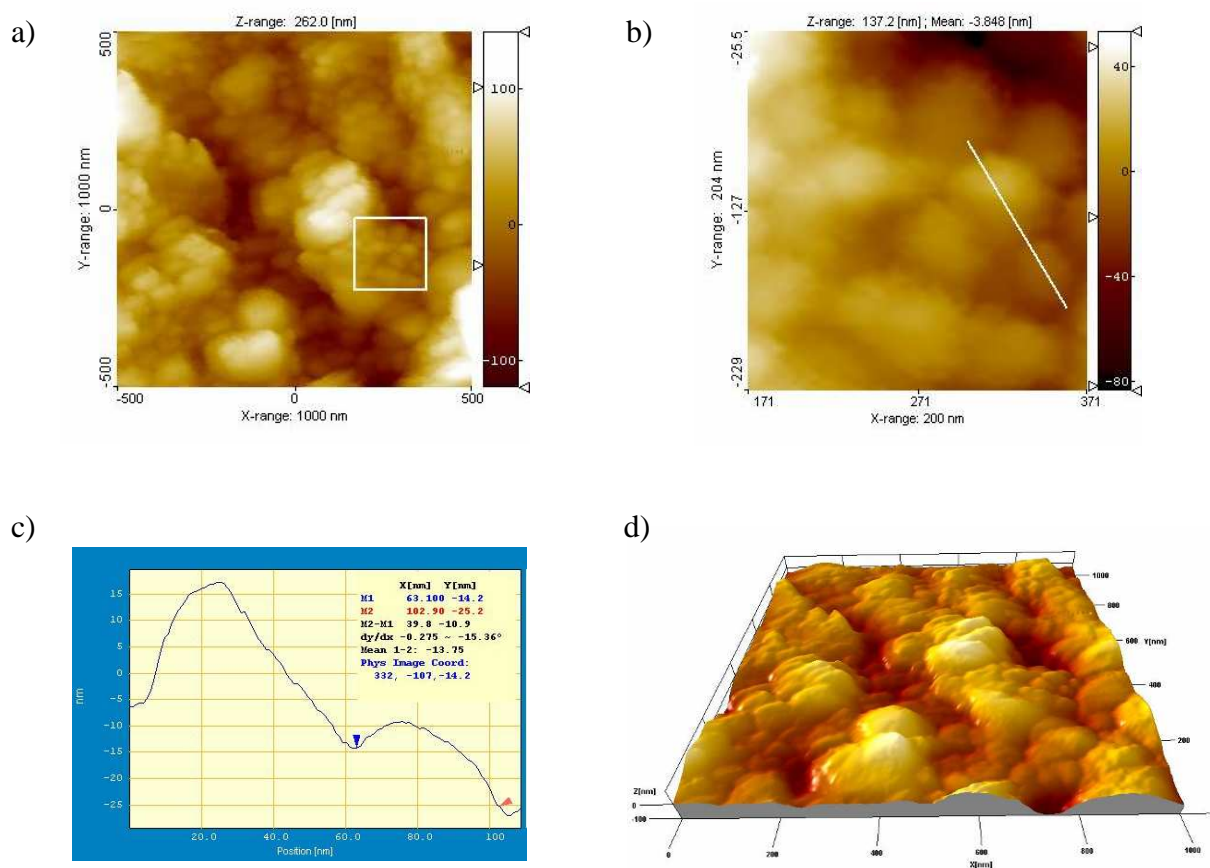 a)
Z-range: 262.0 [nm]
500
0
-500
Y-range: 1000 nm
-500
0
500
X-range: 1000 nm
100
0
-100
b)
Z-range: 137.2 [nm] ; Mean: -3.848 [nm]
-25.5
-127
-229
Y-range: 204 nm
171
271
371
X-range: 200 nm
40
0
-40
-80
c)
15
10
5
0
-5
-10
-15
-20
-25
nm
X[nm] Y[nm]
M1 63.100 -14.2
M2 102.90 -25.2
M2-M1 39.8 -10.9
dy/dx -0.275 ~ -15.36°
Mean 1-2: -13.75
Phys Image Coord:
332, -107,-14.2
20.0 40.0 60.0 80.0 100
Position [nm]
d)
1000
800
600
Y[nm]
400
200
Z[nm]
0
-100
0
200
400
600
800
1000
X[nm]